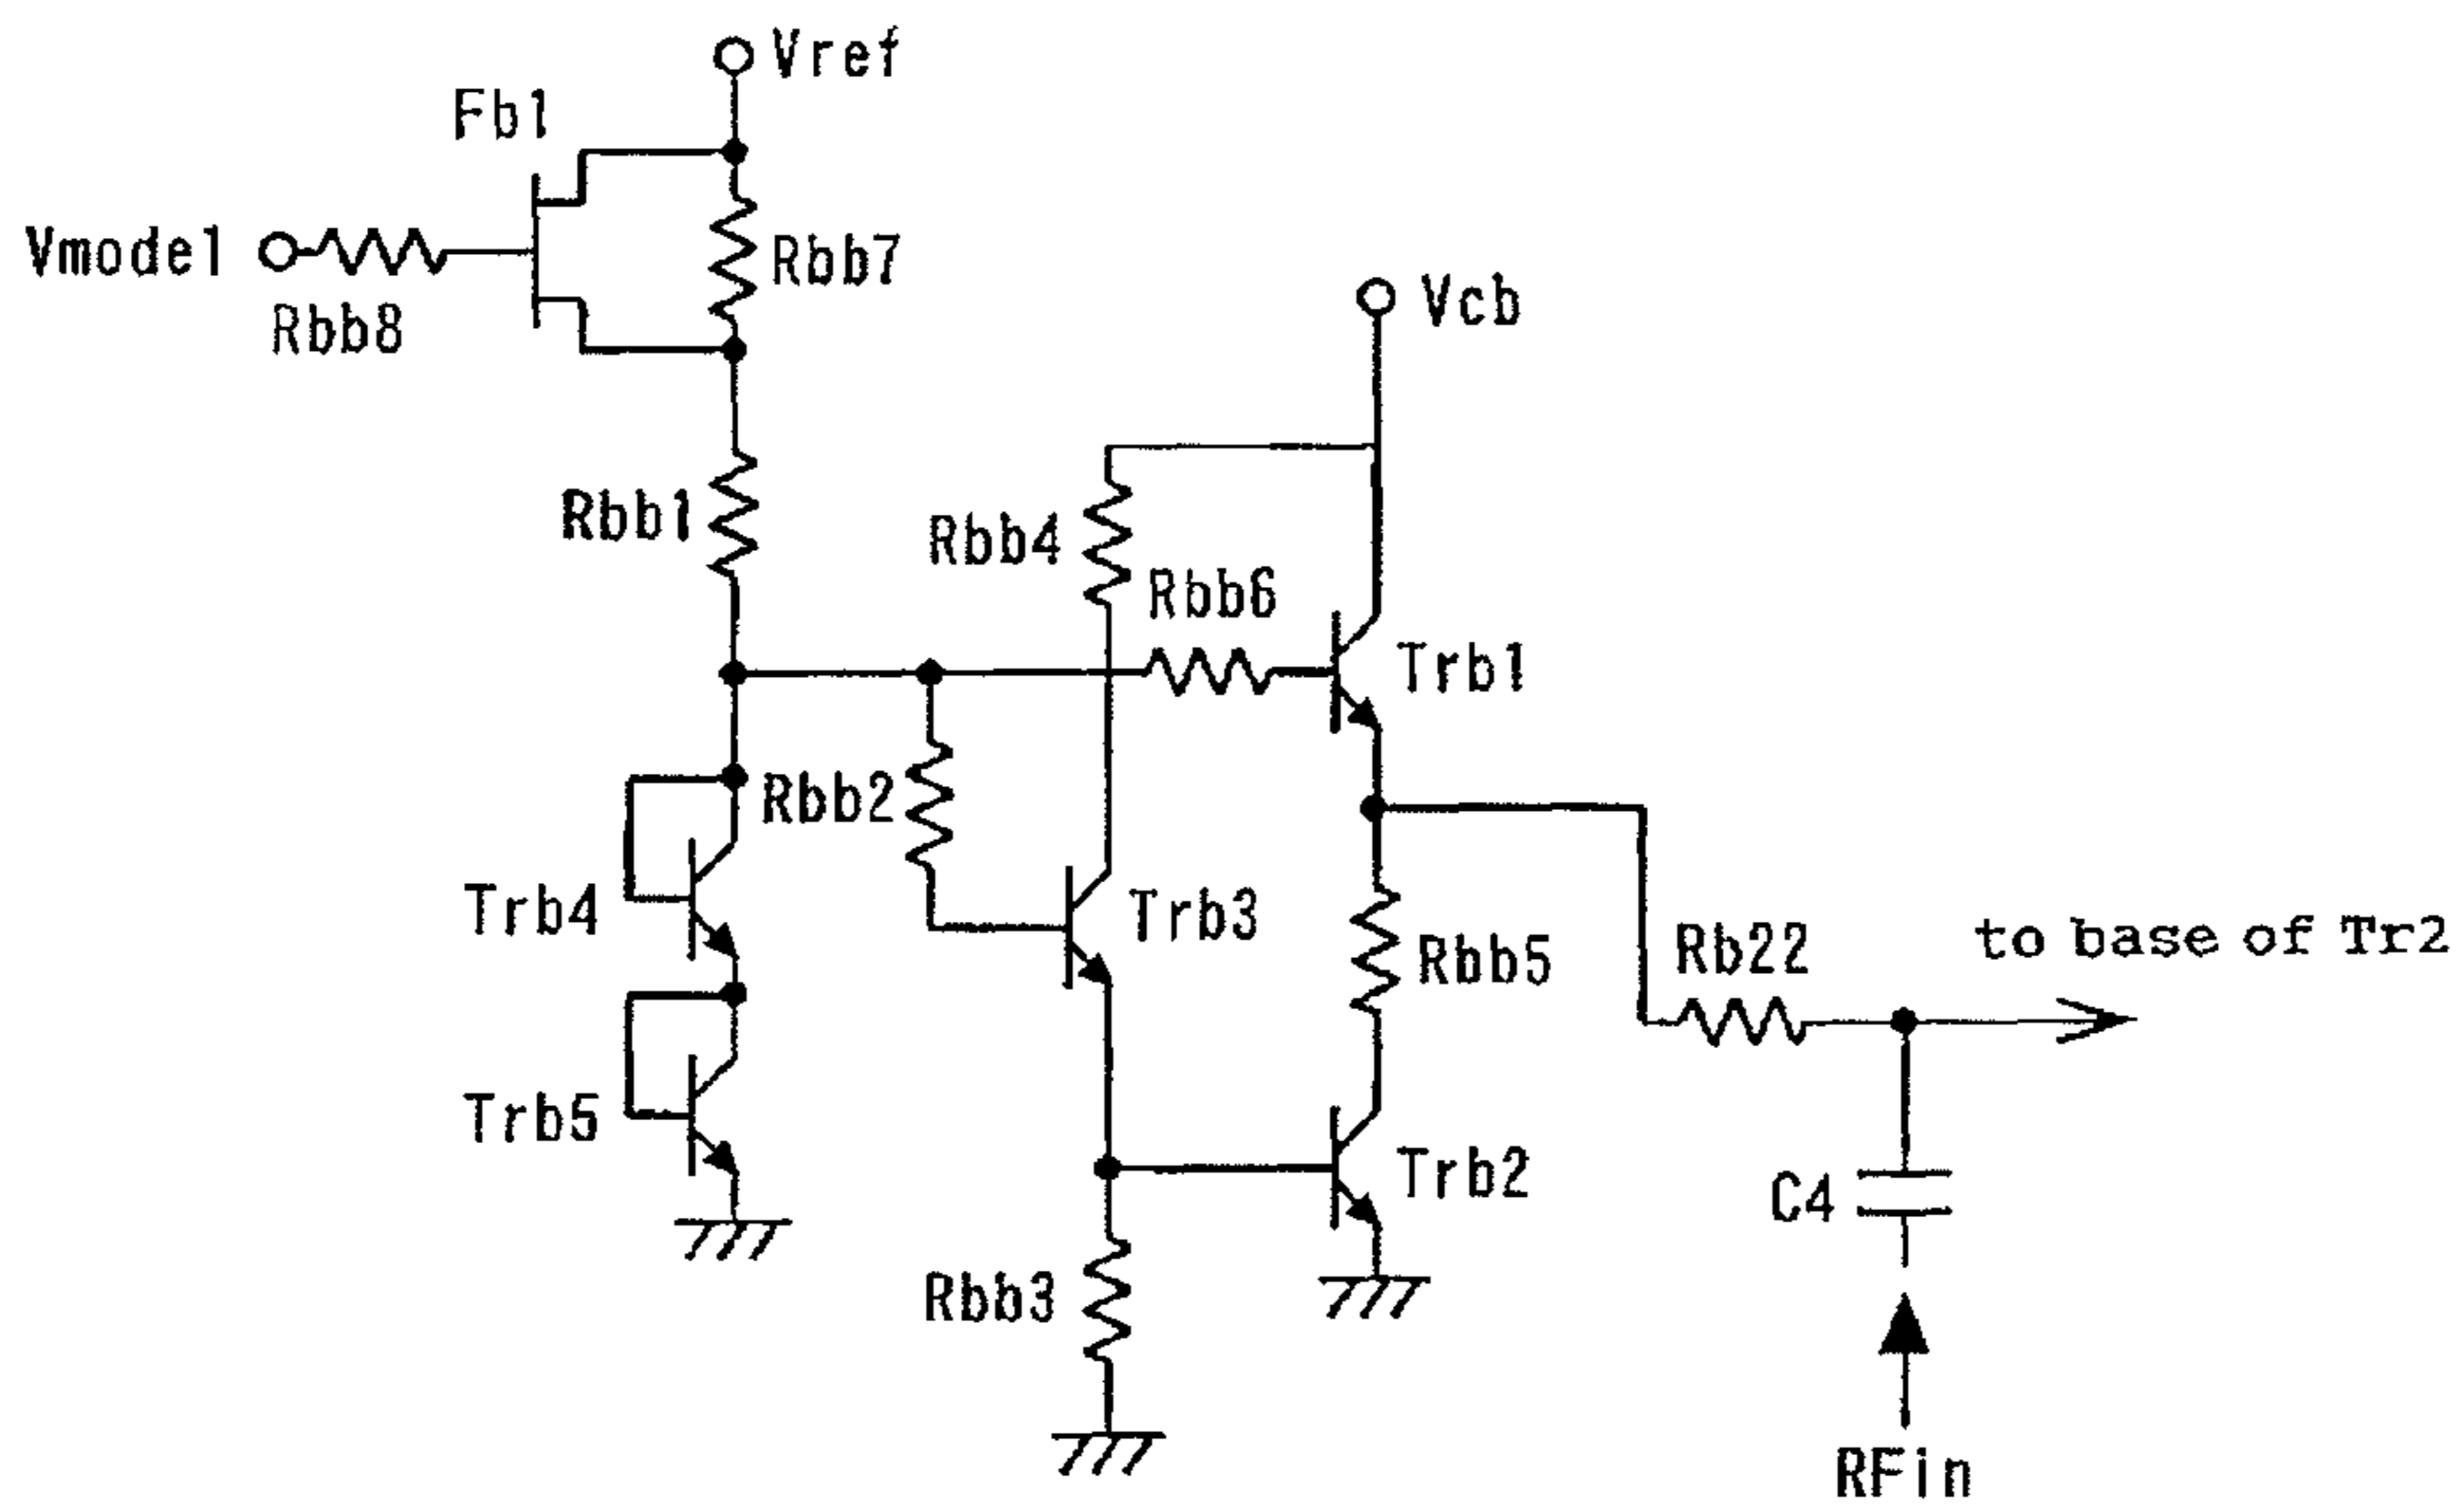 Vref
Fb1
Vmode1
Rbb7
Rbb8
Vcb
Rbb1
Rbb4
Rbb6
Trb1
Rbb2
Trb4
Trb3
Rbb5
Rb22
to base of Tr2
Trb5
Trb2
C4
Rbb3
RFin